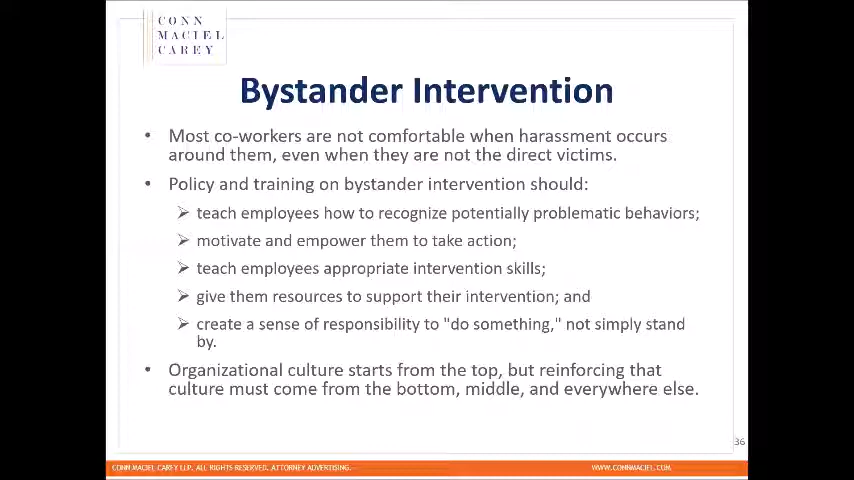 CONN
MACIEL
CAREY
Bystander Intervention
• Most co-workers are not comfortable when harassment occurs
around them, even when they are not the direct victims.
• Policy and training on bystander intervention should:
➢ teach employees how to recognize potentially problematic behaviors;
➢ motivate and empower them to take action;
➢ teach employees appropriate intervention skills;
➢ give them resources to support their intervention; and
➢ create a sense of responsibility to "do something," not simply stand
by.
• Organizational culture starts from the top, but reinforcing that
culture must come from the bottom, middle, and everywhere else.
36
CONN MACIEL CAREY LLP. ALL RIGHTS RESERVED. ATTORNEY ADVERTISING.
WWW.CONNMACIEL.COM